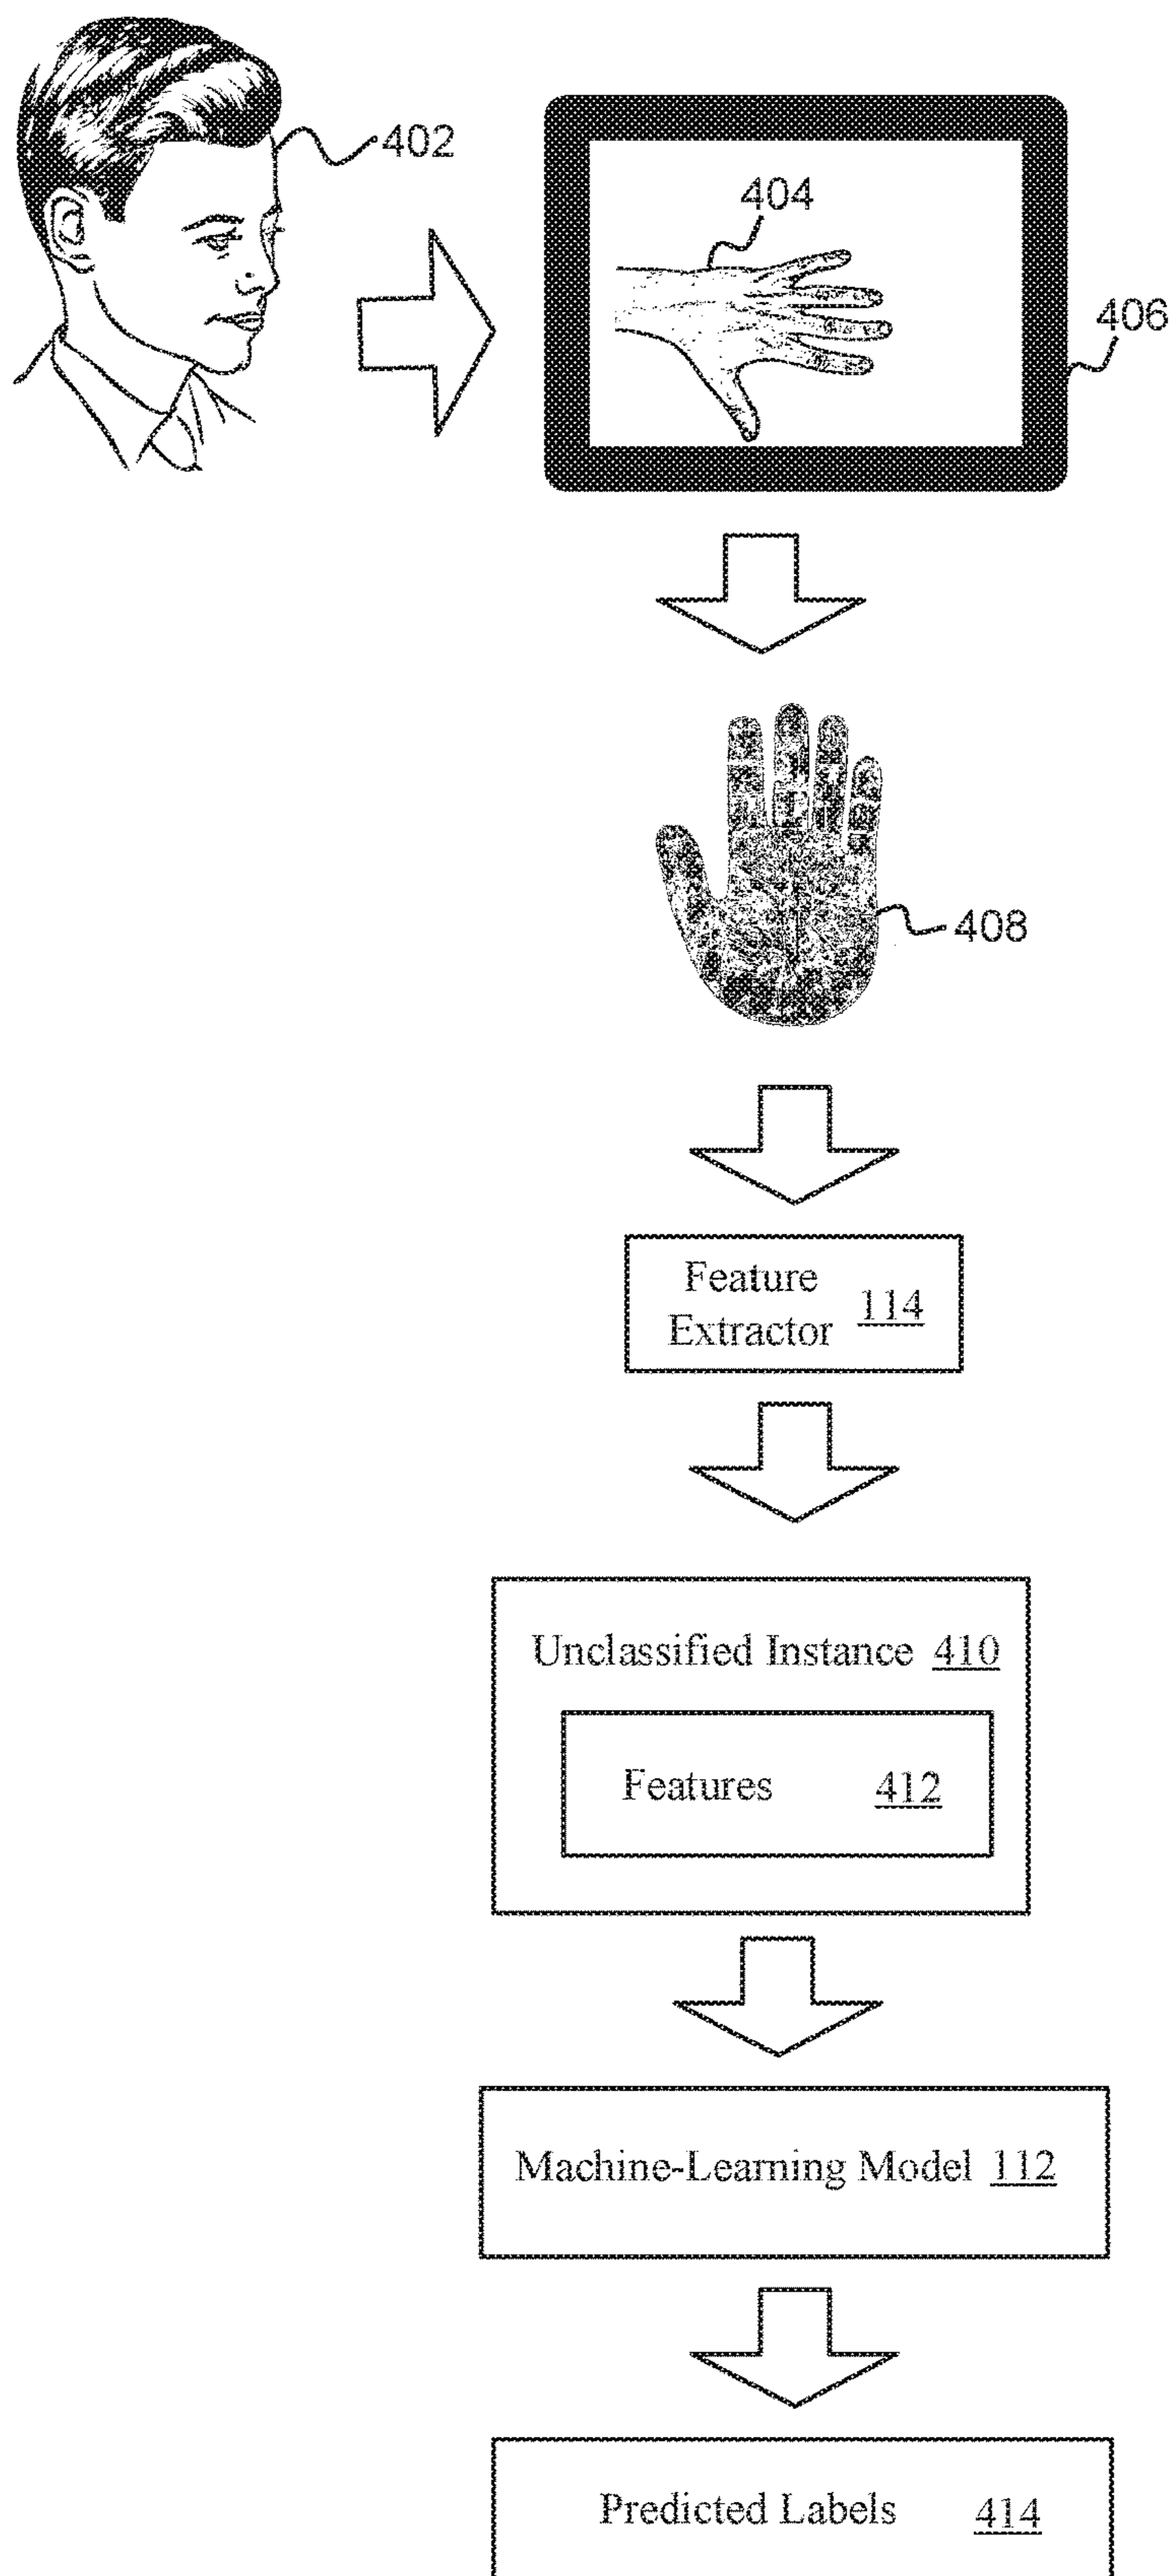 402
404
406
408
Feature
Extractor 114
Unclassified Instance 410
Features 412
Machine-Learning Model 112
Predicted Labels 414